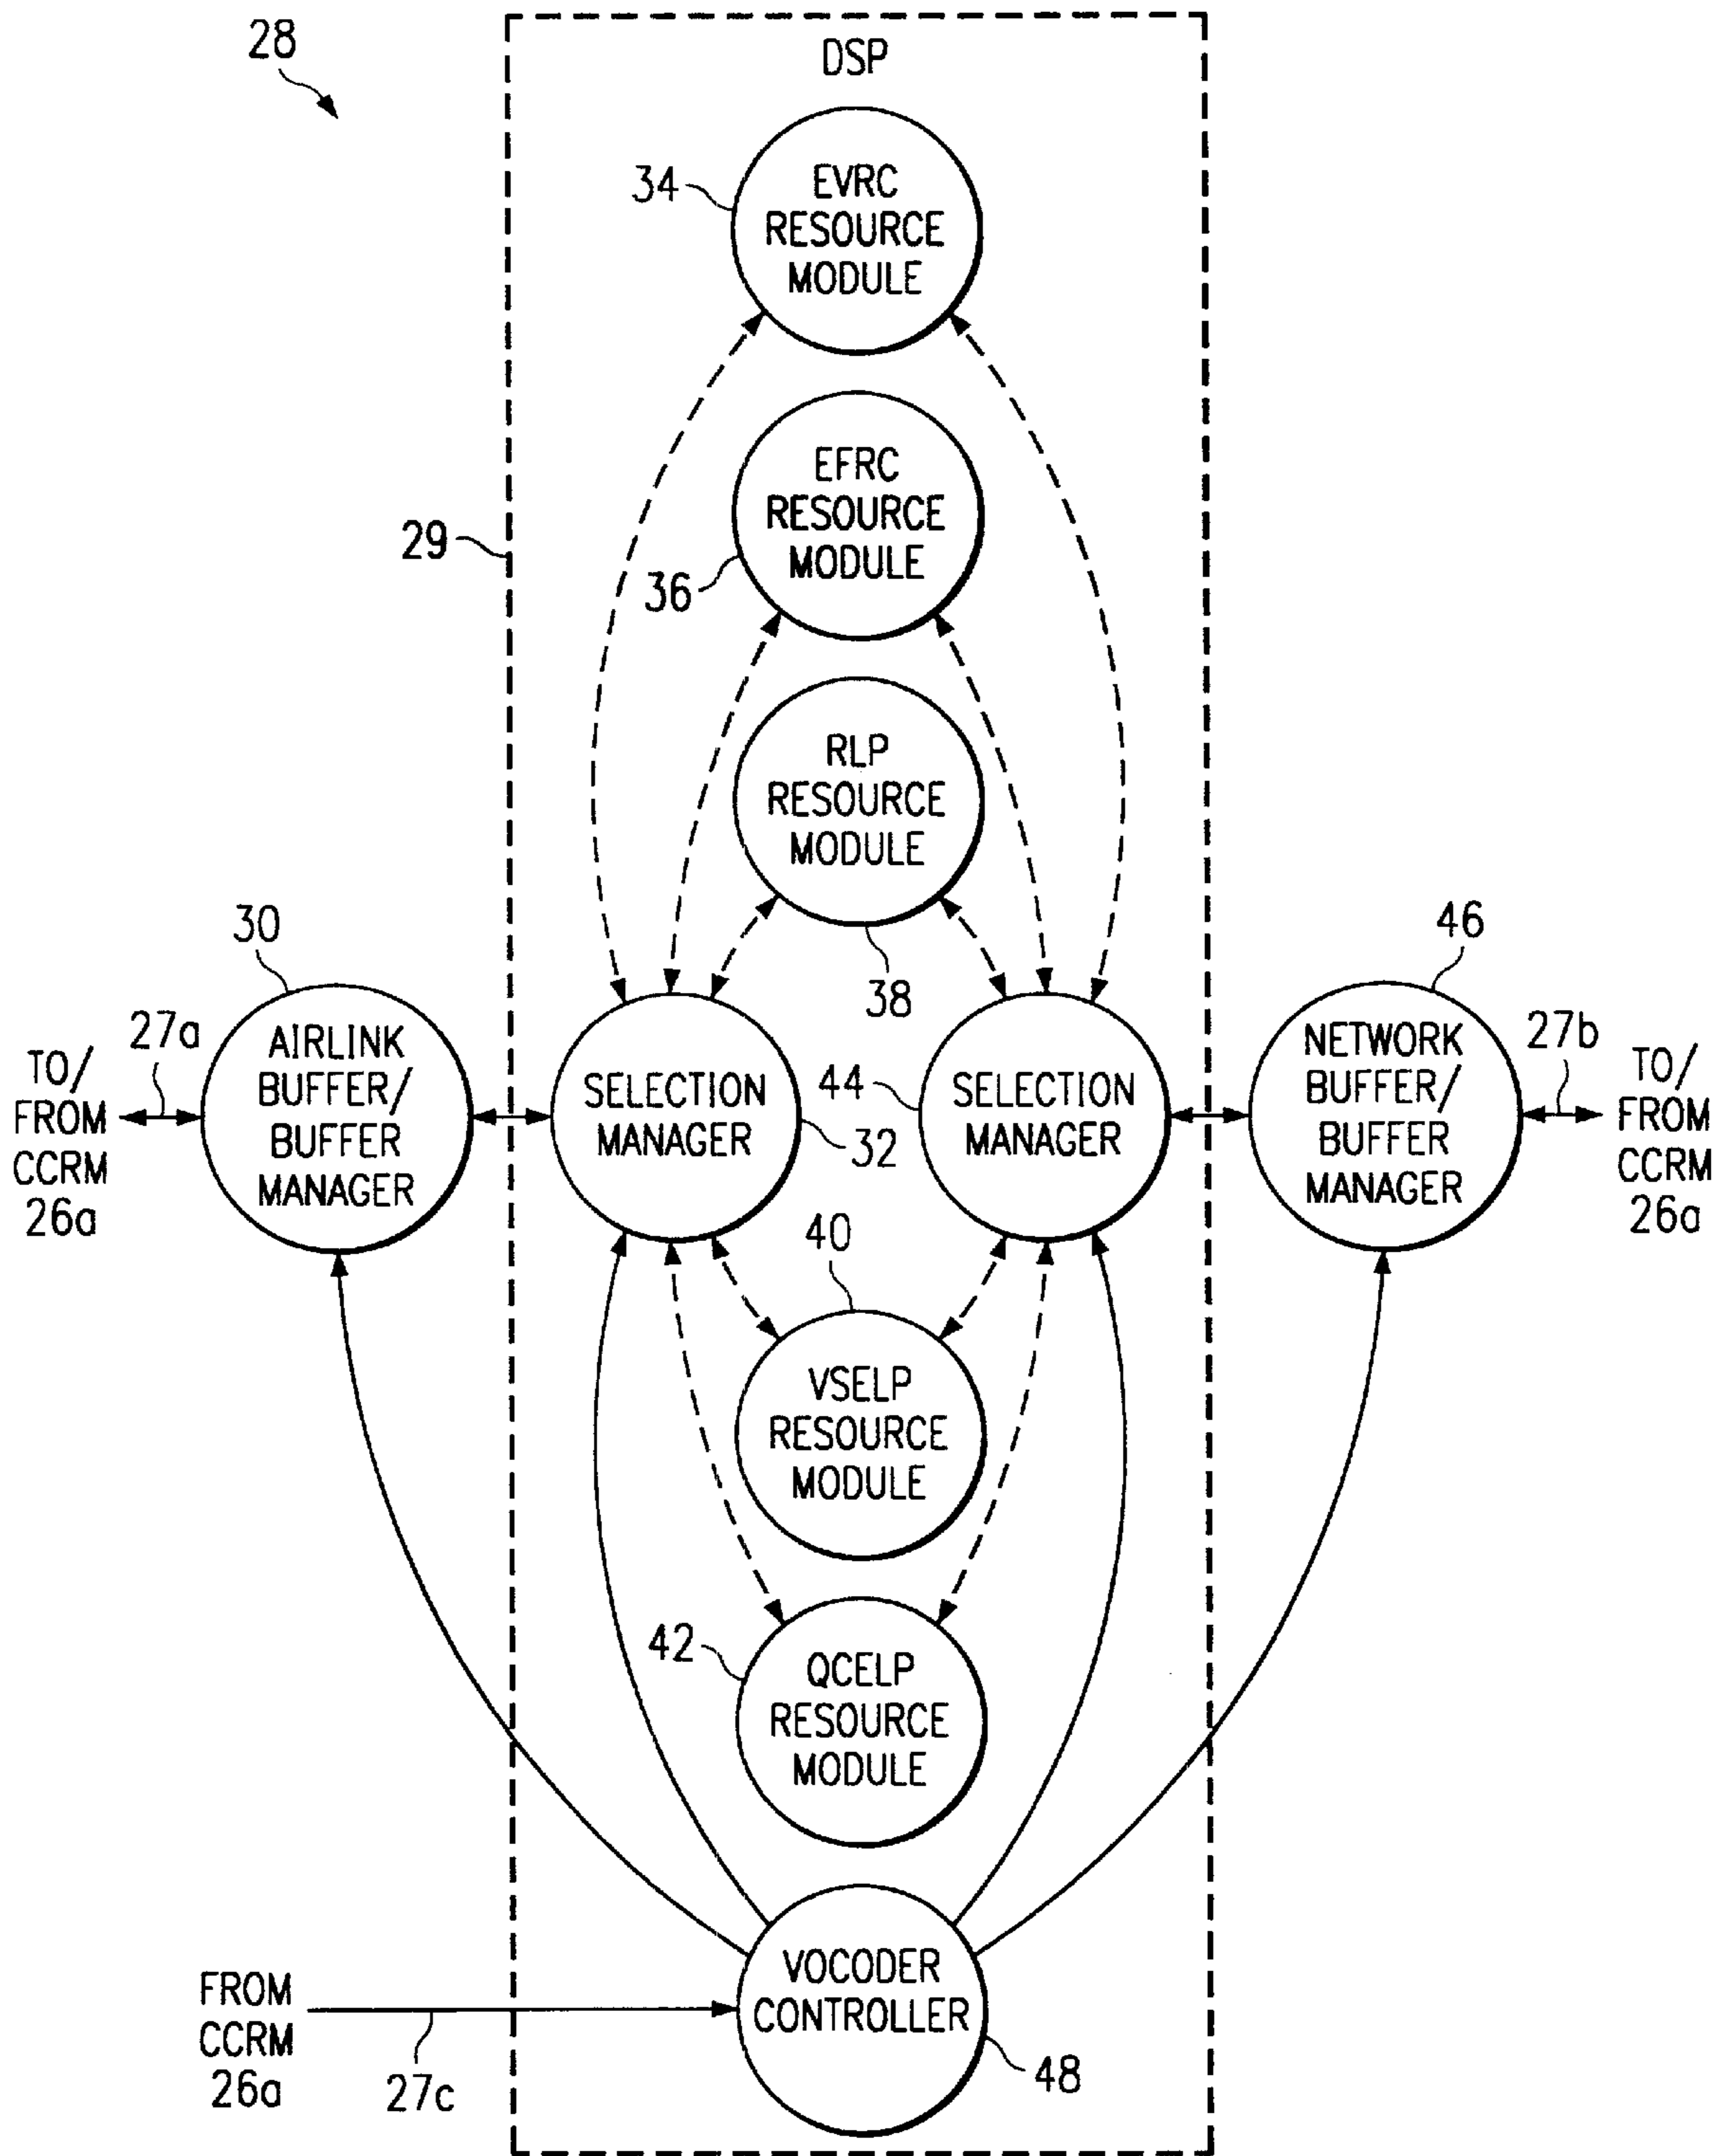 28
DSP
34
EVRC
RESOURCE
MODULE
29
EFRC
RESOURCE
MODULE
36
RLP
RESOURCE
MODULE
38
30
46
TO/
FROM
CCRM
26a
27a
AIRLINK
BUFFER/
BUFFER
MANAGER
SELECTION
MANAGER
32
44
SELECTION
MANAGER
NETWORK
BUFFER/
BUFFER
MANAGER
27b
TO/
FROM
CCRM
26a
40
VSELP
RESOURCE
MODULE
42
QCELP
RESOURCE
MODULE
FROM
CCRM
26a
27c
VOCODER
CONTROLLER
48